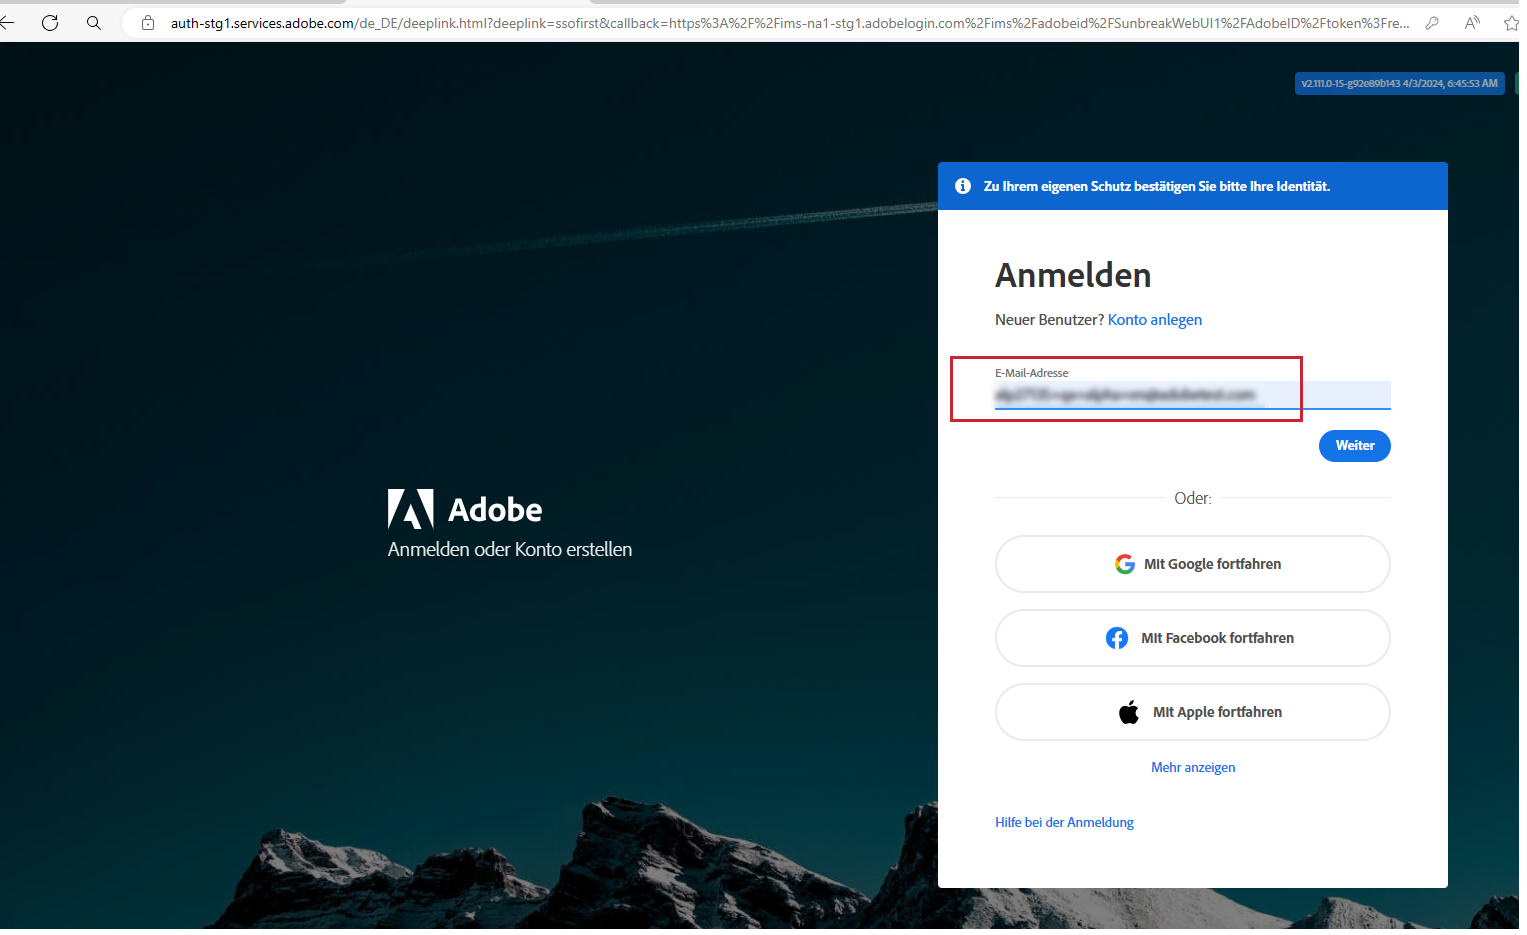 auth-stg1.services.adobe.com/de_DE/deeplink.html?deeplink=ssofirst&callback=https%3A%2F%2Fims-na1-stg1.adobelogin.com%2Fims%2Fadobeid%2FSunbreakWebUI1%2FAdobeID%2Ftoken%3Fre...
v2.111.0-15-g92e89b143 4/3/2024, 6:45:53 AM
Zu Ihrem eigenen Schutz bestätigen Sie bitte Ihre Identität.
Anmelden
Neuer Benutzer? Konto anlegen
E-Mail-Adresse
Weiter
Adobe
Anmelden oder Konto erstellen
Oder:
Mit Google fortfahren
Mit Facebook fortfahren
Mit Apple fortfahren
Mehr anzeigen
Hilfe bei der Anmeldung